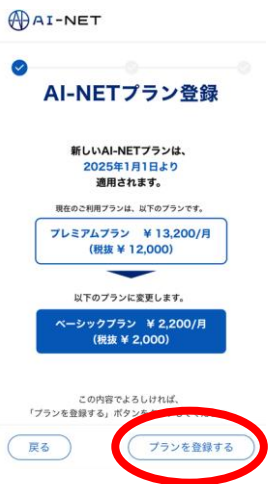 AI-NET
AI-NETプラン登録
新しいAI-NETプランは、
2025年1月1日より
適用されます。
現在のご利用プランは、以下のプランです。
プレミアムプラン ¥ 13,200/月
(税抜 ¥ 12,000)
以下のプランに変更します。
ベーシックプラン ¥ 2,200/月
(税抜 ¥ 2,000)
この内容でよろしければ、
「プランを登録する」ボタンを
戻る
プランを登録する